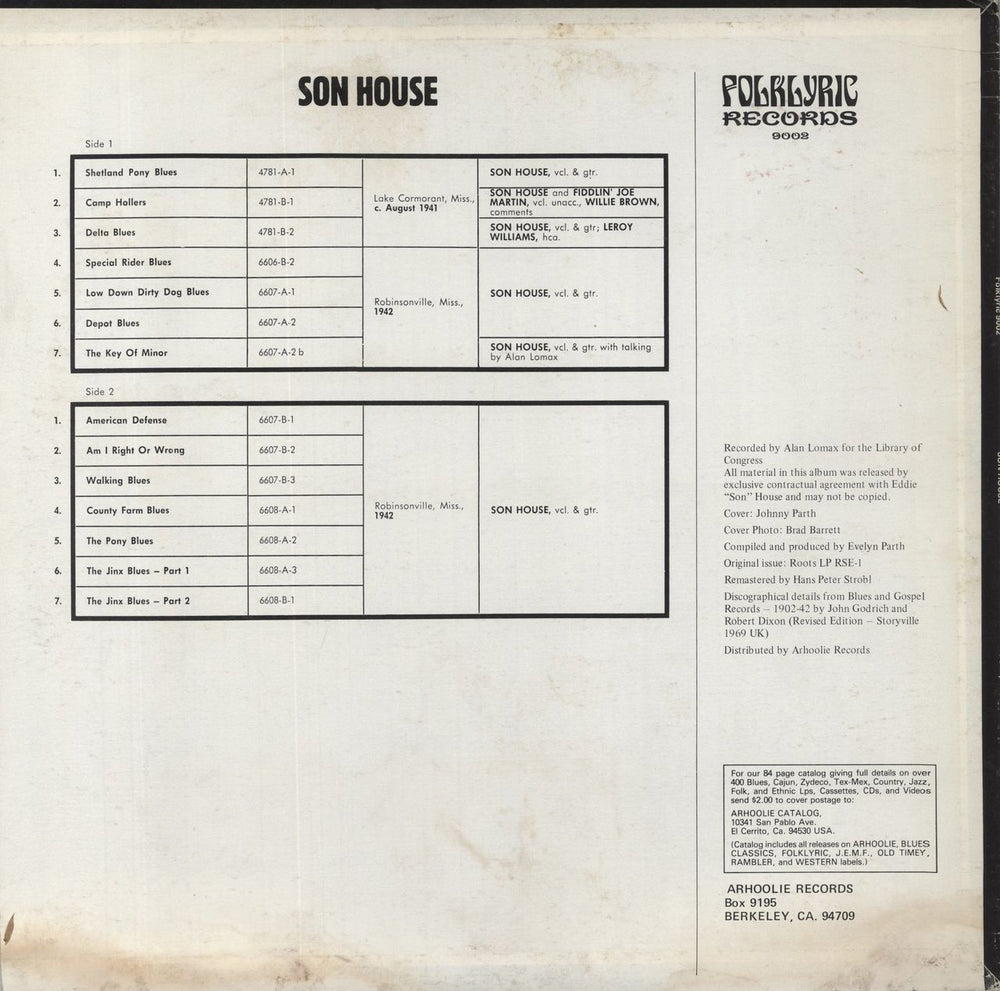 SON HOUSE
Side 1
1. Shetland Pony Blues 4781-A-1 Lake Cormorant, Miss., c. August 1941 SON HOUSE, vcl. & gtr.
2. Camp Hollers 4781-B-1 SON HOUSE and FIDDLIN' JOE MARTIN, vcl. unacc., WILLIE BROWN, comments
3. Delta Blues 4781-B-2 SON HOUSE, vcl. & gtr; LEROY WILLIAMS, hca.
4. Special Rider Blues 6606-B-2 Robinsonville, Miss., 1942 SON HOUSE, vcl. & gtr.
5. Low Down Dirty Dog Blues 6607-A-1
6. Depot Blues 6607-A-2
7. The Key Of Minor 6607-A-2 b SON HOUSE, vcl. & gtr. with talking by Alan Lomax
Side 2
1. American Defense 6607-B-1 Robinsonville, Miss., 1942 SON HOUSE, vcl. & gtr.
2. Am I Right Or Wrong 6607-B-2
3. Walking Blues 6607-B-3
4. County Farm Blues 6608-A-1
5. The Pony Blues 6608-A-2
6. The Jinx Blues – Part 1 6608-A-3
7. The Jinx Blues – Part 2 6608-B-1
FOLKLYRIC
RECORDS
9002
Recorded by Alan Lomax for the Library of
Congress
All material in this album was released by
exclusive contractual agreement with Eddie
“Son” House and may not be copied.
Cover: Johnny Parth
Cover Photo: Brad Barrett
Compiled and produced by Evelyn Parth
Original issue: Roots LP RSE-1
Remastered by Hans Peter Strobl
Discographical details from Blues and Gospel
Records – 1902-42 by John Godrich and
Robert Dixon (Revised Edition – Storyville
1969 UK)
Distributed by Arhoolie Records
For our 84 page catalog giving full details on over
400 Blues, Cajun, Zydeco, Tex-Mex, Country, Jazz,
Folk, and Ethnic Lps, Cassettes, CDs, and Videos
send $2.00 to cover postage to:
ARHOOLIE CATALOG,
10341 San Pablo Ave.
El Cerrito, Ca. 94530 USA.
(Catalog includes all releases on ARHOOLIE, BLUES
CLASSICS, FOLKLYRIC, J.E.M.F., OLD TIMEY,
RAMBLER, and WESTERN labels.)
ARHOOLIE RECORDS
Box 9195
BERKELEY, CA. 94709